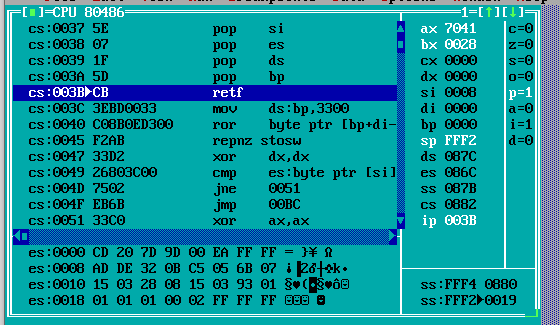 [■]=CPU 80486 1=[↑][↓]
cs:0037 5E pop si
cs:0038 07 pop es
cs:0039 1F pop ds
cs:003A 5D pop bp
cs:003B►CB retf
cs:003C 3EBD0033 mov ds:bp,3300
cs:0040 C08B0ED300 ror byte ptr [bp+di-
cs:0045 F2AB repnz stosw
cs:0047 33D2 xor dx,dx
cs:0049 26803C00 cmp es:byte ptr [si]
cs:004D 7502 jne 0051
cs:004F EB6B jmp 00BC
cs:0051 33C0 xor ax,ax
ax 7041 c=0
bx 0028 z=0
cx 0000 s=0
dx 0000 o=0
si 0008 p=1
di 0000 a=0
bp 0000 i=1
sp FFF2 d=0
ds 087C
es 086C
ss 087B
cs 0882
ip 003B
es:0000 CD 20 7D 9D 00 EA FF FF = }¥ Ω
es:0008 AD DE 32 0B C5 05 6B 07 ¡▐2♂┼♣k•
es:0010 15 03 28 08 15 03 93 01 §♥(◘§♥ô☺
es:0018 01 01 01 00 02 FF FF FF ☺☺☺ ☻
ss:FFF4 0880
ss:FFF2►0019